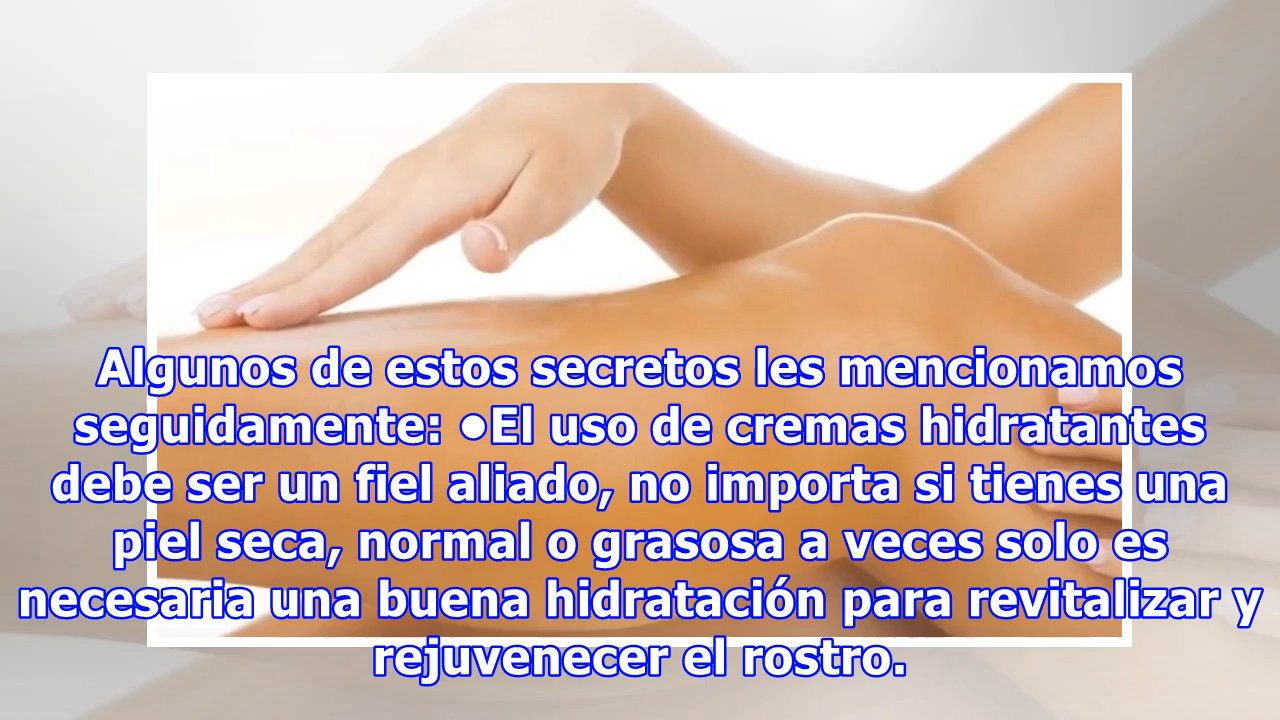 Algunos de estos secretos les mencionamos
seguidamente: •El uso de cremas hidratantes
debe ser un fiel aliado, no importa si tienes una
piel seca, normal o grasosa a veces solo es
necesaria una buena hidratación para revitalizar y
rejuvenecer el rostro.